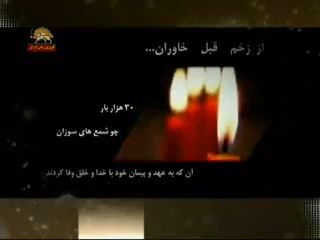 از زخم قبل خاوران...
۳۰ هزار بار
چو شمع های سوزان
آن که به عهد و پیمان خود با خدا و خلق وفا کردند